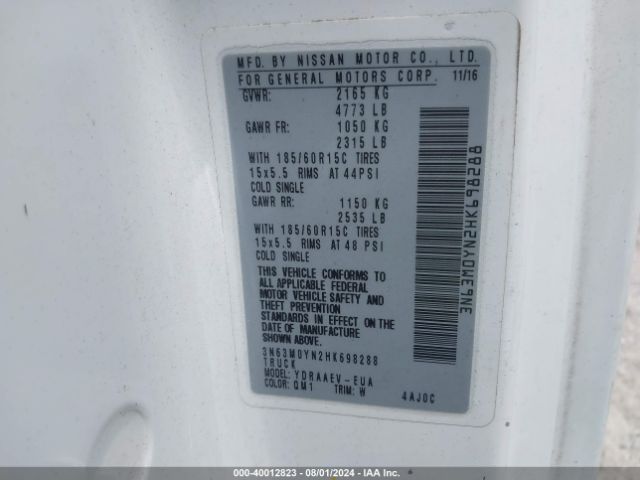 MFD. BY NISSAN MOTOR CO., LTD.
FOR GENERAL MOTORS CORP. 11/16
GVWR: 2165 KG
4773 LB
GAWR FR: 1050 KG
2315 LB
WITH 185/60R15C TIRES
15x5.5 RIMS AT 44PSI
COLD SINGLE
GAWR RR: 1150 KG
2535 LB
WITH 185/60R15C TIRES
15x5.5 RIMS AT 48 PSI
COLD SINGLE
THIS VEHICLE CONFORMS TO
ALL APPLICABLE FEDERAL
MOTOR VEHICLE SAFETY AND
THEFT PREVENTION
STANDARDS IN EFFECT ON THE
DATE OF MANUFACTURE
SHOWN ABOVE.
3N63M0YN2HK698288
TRUCK
MODEL: YDRAAEV-EUA
COLOR: QM1 TRIM: W 4AJ0C
3N63M0YN2HK698288
000-40012823 - 08/01/2024 - IAA Inc.